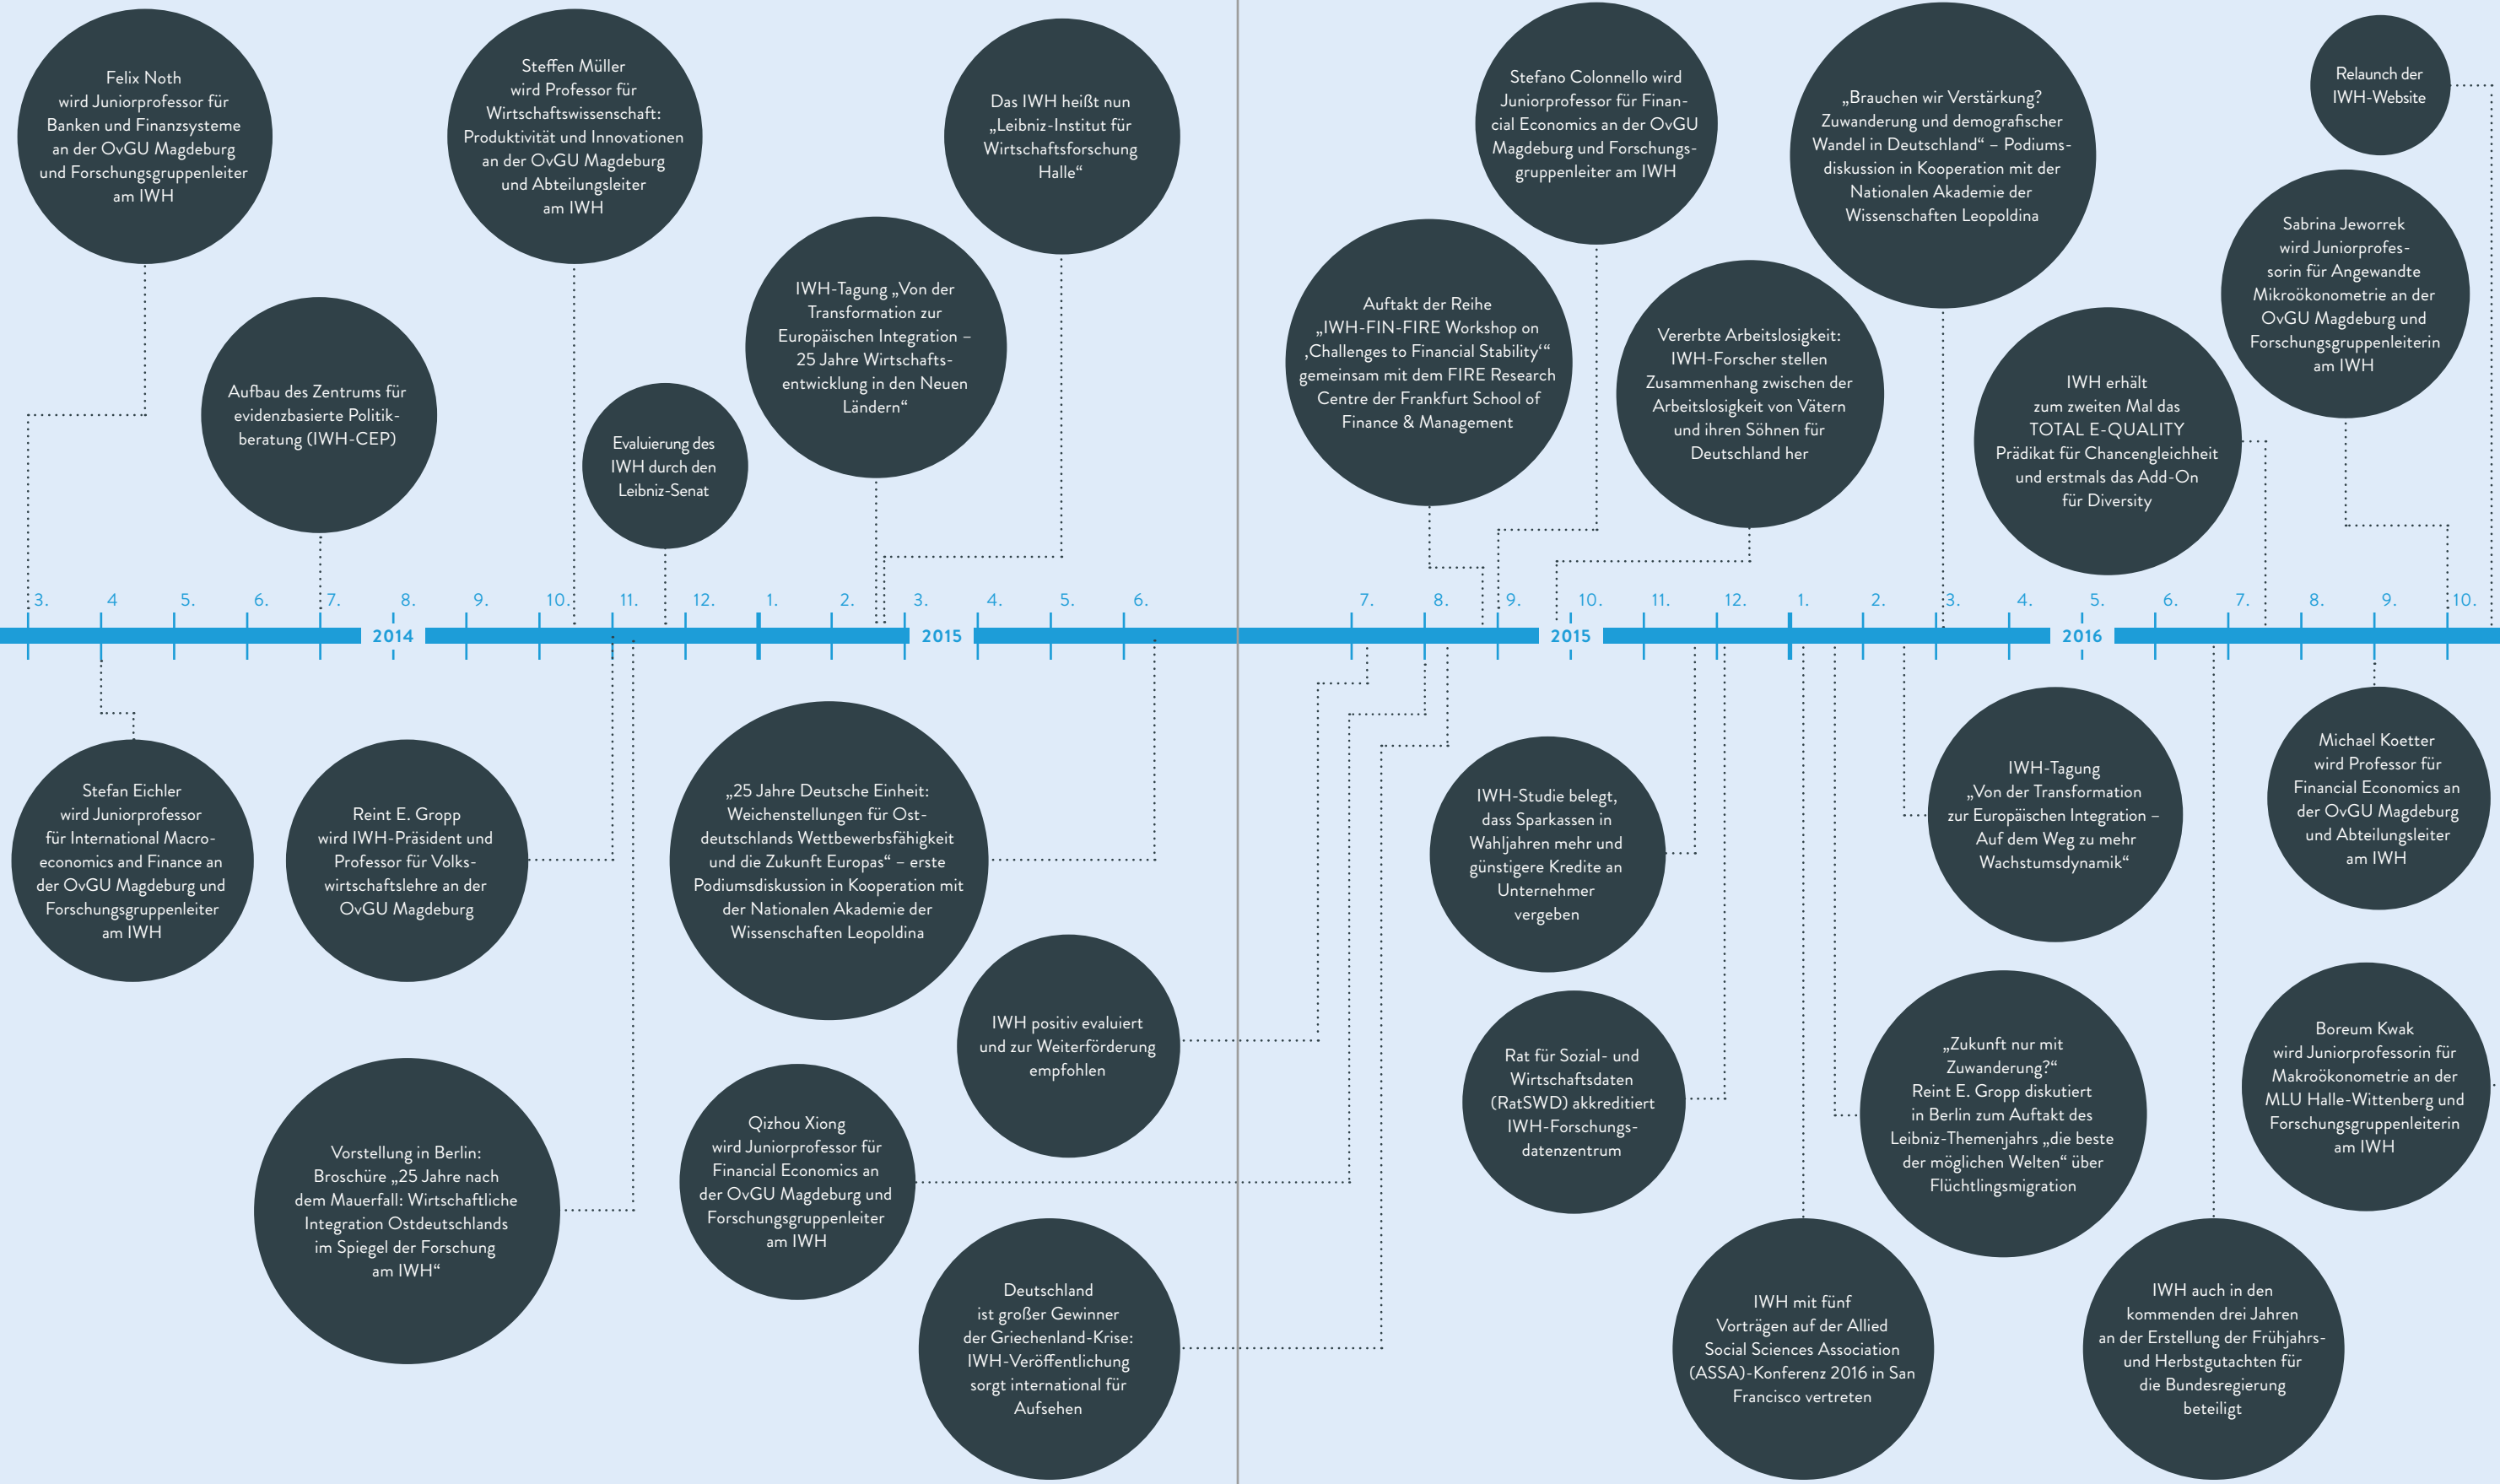 Felix Noth
wird Juniorprofessor für
Banken und Finanzsysteme
an der OvGU Magdeburg
und Forschungsgruppenleiter
am IWH
Steffen Müller
wird Professor für
Wirtschaftswissenschaft:
Produktivität und Innovationen
an der OvGU Magdeburg
und Abteilungsleiter
am IWH
Das IWH heißt nun
„Leibniz-Institut für
Wirtschaftsforschung
Halle“
Aufbau des Zentrums für
evidenzbasierte Politik-
beratung (IWH-CEP)
Evaluierung des
IWH durch den
Leibniz-Senat
IWH-Tagung „Von der
Transformation zur
Europäischen Integration –
25 Jahre Wirtschafts-
entwicklung in den Neuen
Ländern“
Stefano Colonnello wird
Juniorprofessor für Finan-
cial Economics an der OvGU
Magdeburg und Forschungs-
gruppenleiter am IWH
„Brauchen wir Verstärkung?
Zuwanderung und demografischer
Wandel in Deutschland“ – Podiums-
diskussion in Kooperation mit der
Nationalen Akademie der
Wissenschaften Leopoldina
Relaunch der
IWH-Website
Auftakt der Reihe
„IWH-FIN-FIRE Workshop on
‚Challenges to Financial Stability‘“
gemeinsam mit dem FIRE Research
Centre der Frankfurt School of
Finance & Management
Vererbte Arbeitslosigkeit:
IWH-Forscher stellen
Zusammenhang zwischen der
Arbeitslosigkeit von Vätern
und ihren Söhnen für
Deutschland her
IWH erhält
zum zweiten Mal das
TOTAL E-QUALITY
Prädikat für Chancengleichheit
und erstmals das Add-On
für Diversity
Sabrina Jeworrek
wird Juniorprofes-
sorin für Angewandte
Mikroökonometrie an der
OvGU Magdeburg und
Forschungsgruppenleiterin
am IWH
3. 4 5. 6. 7. 8. 9. 10. 11. 12. 1. 2. 3. 4. 5. 6. 7. 8. 9. 10. 11. 12. 1. 2. 3. 4. 5. 6. 7. 8. 9. 10.
2014 2015 2015 2016
Stefan Eichler
wird Juniorprofessor
für International Macro-
economics and Finance an
der OvGU Magdeburg und
Forschungsgruppenleiter
am IWH
Reint E. Gropp
wird IWH-Präsident und
Professor für Volks-
wirtschaftslehre an der
OvGU Magdeburg
„25 Jahre Deutsche Einheit:
Weichenstellungen für Ost-
deutschlands Wettbewerbsfähigkeit
und die Zukunft Europas“ – erste
Podiumsdiskussion in Kooperation mit
der Nationalen Akademie der
Wissenschaften Leopoldina
IWH positiv evaluiert
und zur Weiterförderung
empfohlen
Vorstellung in Berlin:
Broschüre „25 Jahre nach
dem Mauerfall: Wirtschaftliche
Integration Ostdeutschlands
im Spiegel der Forschung
am IWH“
Qizhou Xiong
wird Juniorprofessor für
Financial Economics an
der OvGU Magdeburg und
Forschungsgruppenleiter
am IWH
Deutschland
ist großer Gewinner
der Griechenland-Krise:
IWH-Veröffentlichung
sorgt international für
Aufsehen
IWH-Studie belegt,
dass Sparkassen in
Wahljahren mehr und
günstigere Kredite an
Unternehmer
vergeben
Rat für Sozial- und
Wirtschaftsdaten
(RatSWD) akkreditiert
IWH-Forschungs-
datenzentrum
IWH-Tagung
„Von der Transformation
zur Europäischen Integration –
Auf dem Weg zu mehr
Wachstumsdynamik“
Michael Koetter
wird Professor für
Financial Economics an
der OvGU Magdeburg
und Abteilungsleiter
am IWH
„Zukunft nur mit
Zuwanderung?“
Reint E. Gropp diskutiert
in Berlin zum Auftakt des
Leibniz-Themenjahrs „die beste
der möglichen Welten“ über
Flüchtlingsmigration
Boreum Kwak
wird Juniorprofessorin für
Makroökonometrie an der
MLU Halle-Wittenberg und
Forschungsgruppenleiterin
am IWH
IWH mit fünf
Vorträgen auf der Allied
Social Sciences Association
(ASSA)-Konferenz 2016 in San
Francisco vertreten
IWH auch in den
kommenden drei Jahren
an der Erstellung der Frühjahrs-
und Herbstgutachten für
die Bundesregierung
beteiligt